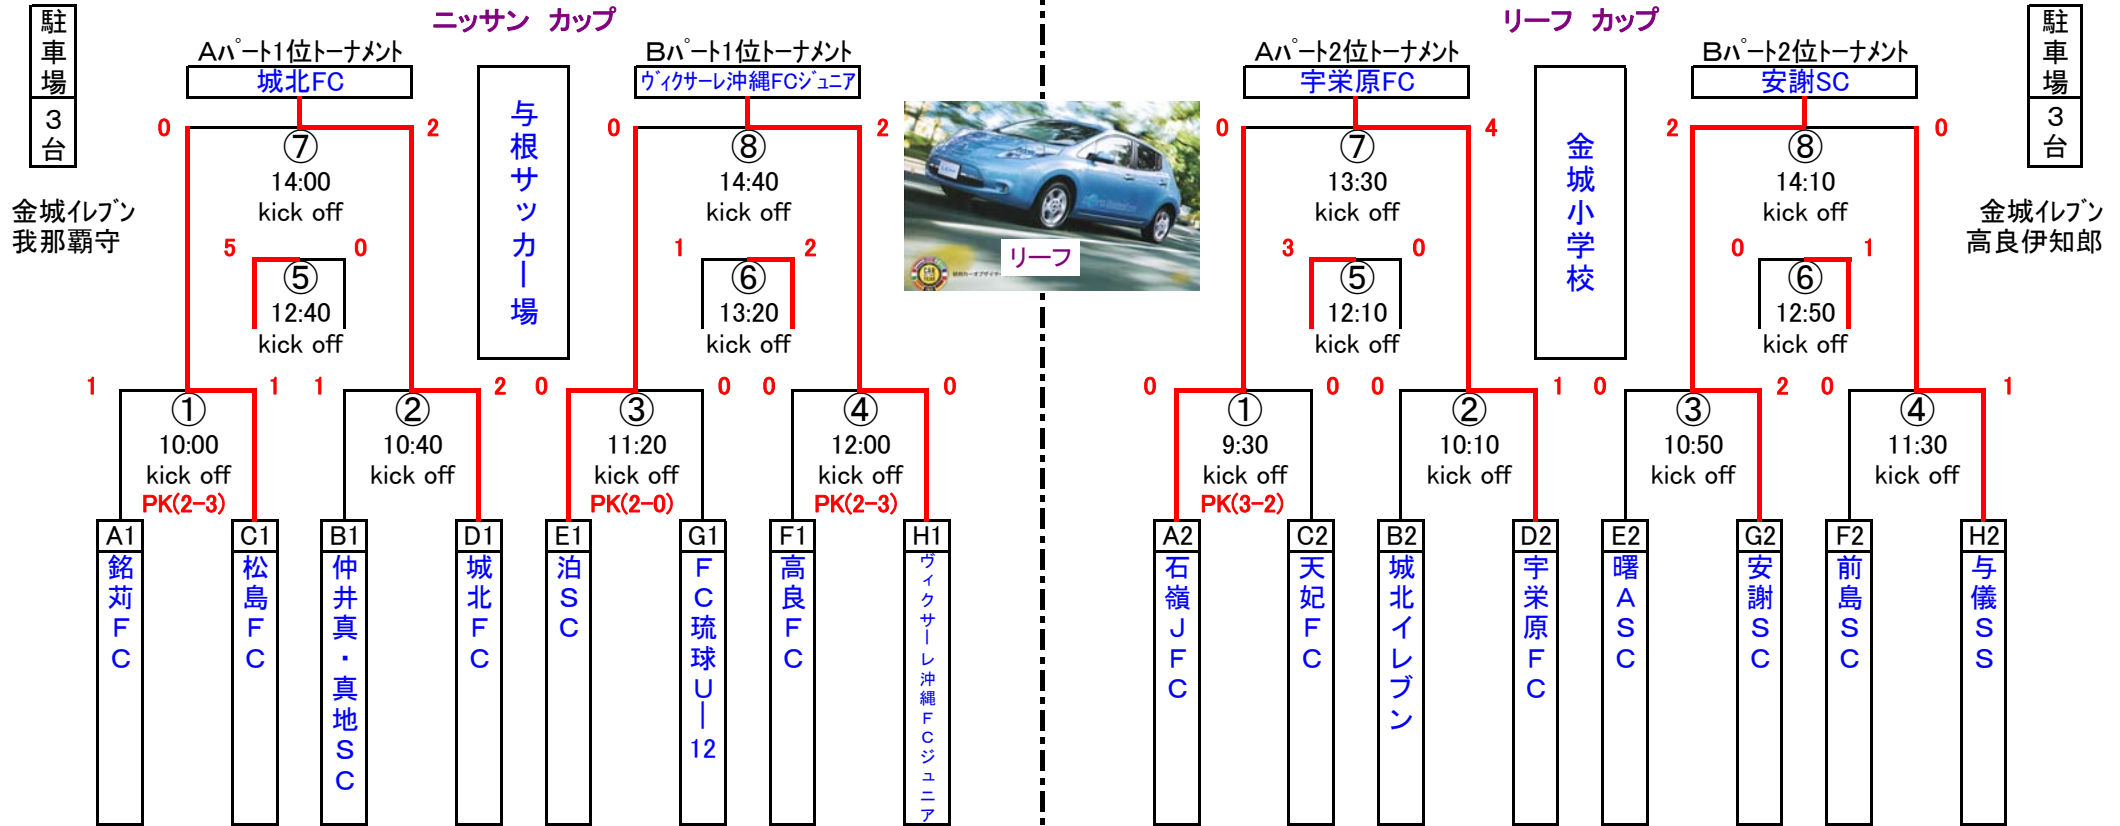 ニッサン カップ
リーフ カップ
駐車場
3台
金城イレブン
我那覇守
Aパート1位トーナメント
城北FC
0
2
⑦
14:00
kick off
5
0
⑤
12:40
kick off
与根サッカー場
Bパート1位トーナメント
ヴィクサーレ沖縄FCジュニア
0
2
⑧
14:40
kick off
1
2
⑥
13:20
kick off
リーフ
Aパート2位トーナメント
宇栄原FC
0
4
⑦
13:30
kick off
3
0
⑤
12:10
kick off
金城小学校
Bパート2位トーナメント
安謝SC
2
0
⑧
14:10
kick off
0
1
⑥
12:50
kick off
駐車場
3台
金城イレブン
高良伊知郎
1
1
①
10:00
kick off
PK(2-3)
1
2
②
10:40
kick off
0
0
③
11:20
kick off
PK(2-0)
0
0
④
12:00
kick off
PK(2-3)
0
0
①
9:30
kick off
PK(3-2)
0
1
②
10:10
kick off
0
2
③
10:50
kick off
0
1
④
11:30
kick off
A1
銘苅FC
C1
松島FC
B1
仲井真・真地SC
D1
城北FC
E1
泊SC
G1
FC琉球U―12
F1
高良FC
H1
ヴィクサーレ沖縄FCジュニア
A2
石嶺JFC
C2
天妃FC
B2
城北イレブン
D2
宇栄原FC
E2
曙ASC
G2
安謝SC
F2
前島SC
H2
与儀SS